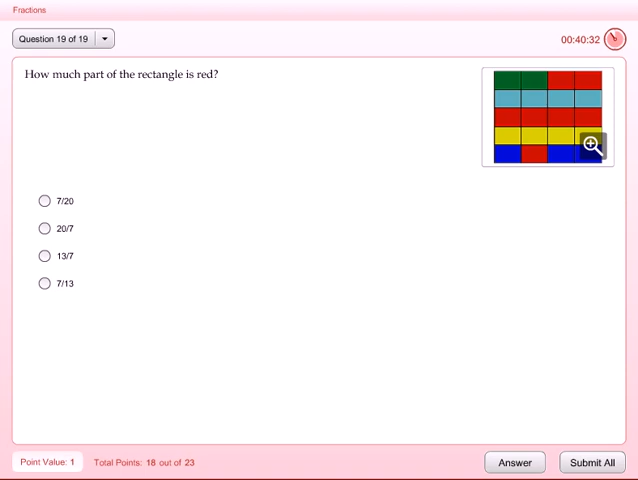 Fractions
Question 19 of 19
00:40:32
How much part of the rectangle is red?
7/20
20/7
13/7
7/13
Point Value: 1
Total Points: 18 out of 23
Answer
Submit All